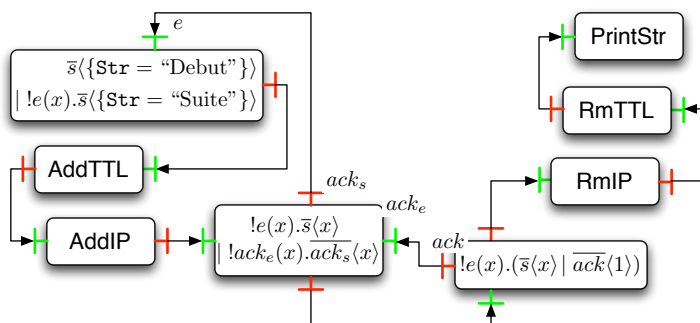 e
s̅⟨{Str = “Debut”}⟩
| !e(x).s̅⟨{Str = “Suite”}⟩
PrintStr
RmTTL
AddTTL
RmIP
ack_s
ack_e
AddIP
!e(x).s̅⟨x⟩
| !ack_e(x).\overline{ack_s}⟨x⟩
ack
!e(x).(s̅⟨x⟩ | \overline{ack}⟨1⟩)